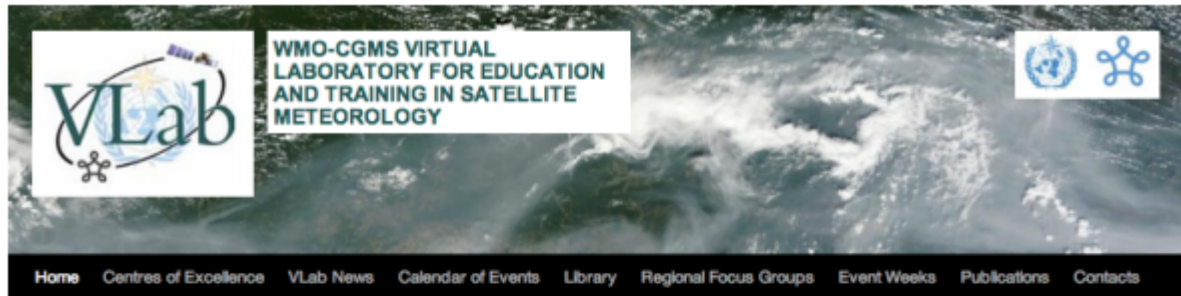 VLab
WMO-CGMS VIRTUAL
LABORATORY FOR EDUCATION
AND TRAINING IN SATELLITE
METEOROLOGY
Home Centres of Excellence VLab News Calendar of Events Library Regional Focus Groups Event Weeks Publications Contacts